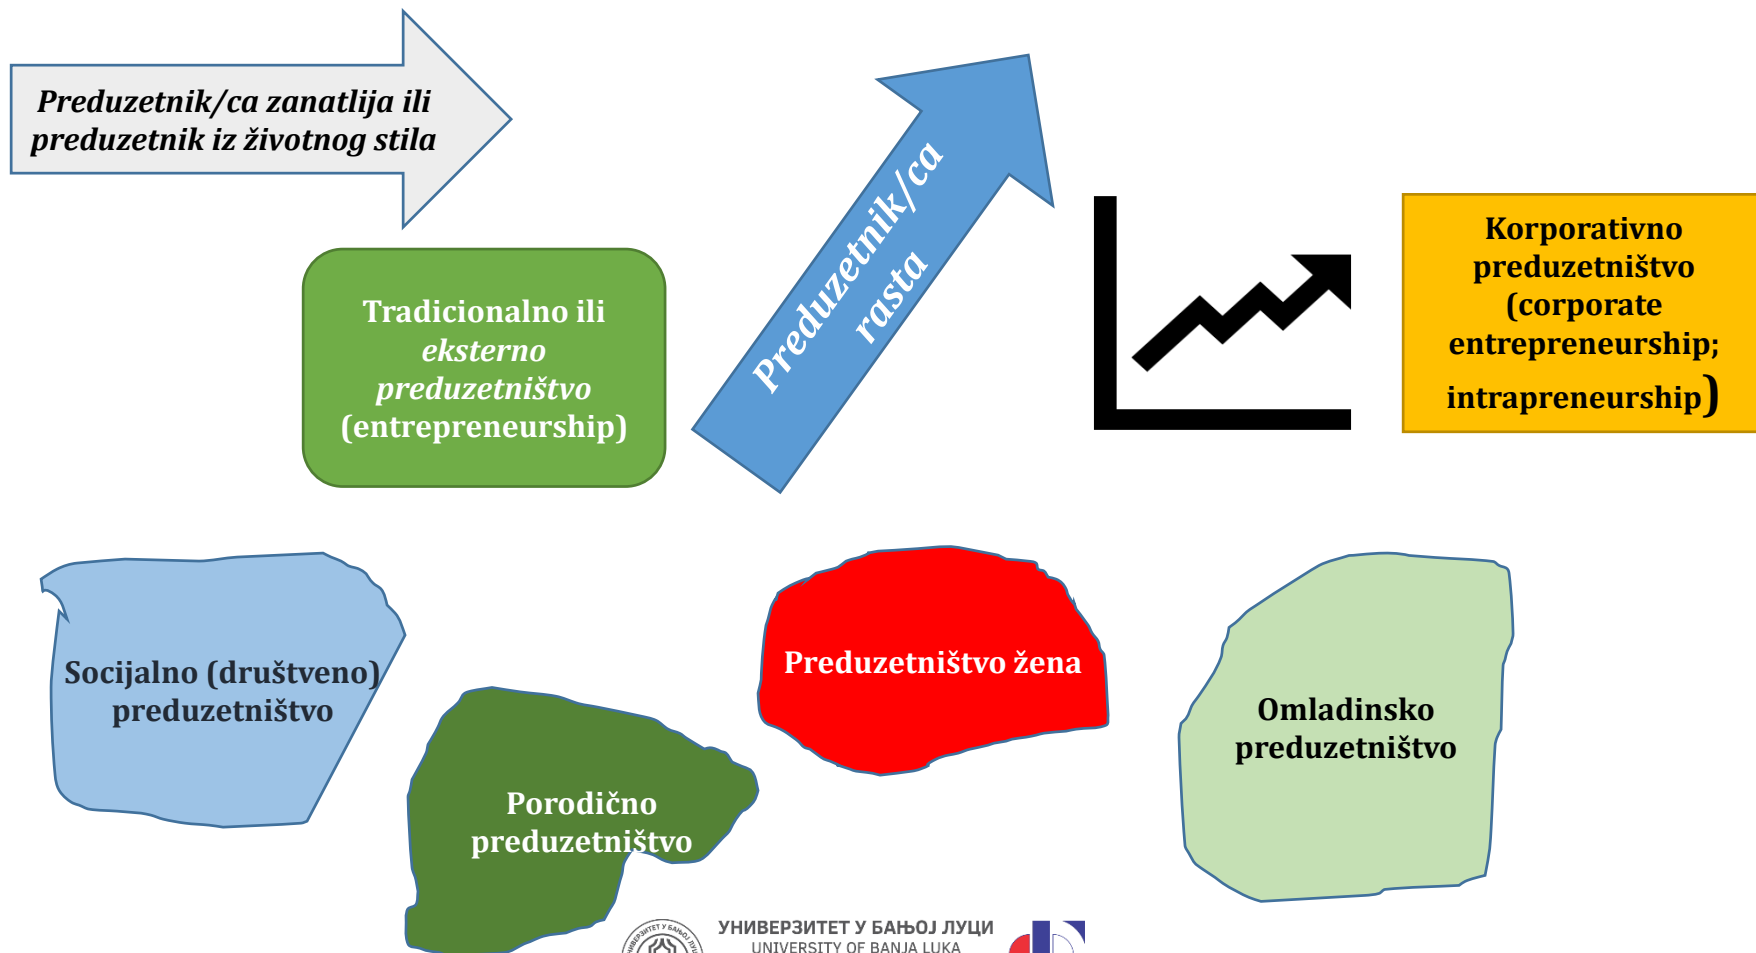 Preduzetnik/ca zanatlija ili
preduzetnik iz životnog stila
Tradicionalno ili
eksterno
preduzetništvo
(entrepreneurship)
Preduzetnik/ca
rasta
Korporativno
preduzetništvo
(corporate
entrepreneurship;
intrapreneurship)
Socijalno (društveno)
preduzetništvo
Porodično
preduzetništvo
Preduzetništvo žena
Omladinsko
preduzetništvo
УНИВЕРЗИТЕТ У БАЊОЈ ЛУЦИ
UNIVERSITY OF BANJA LUKA